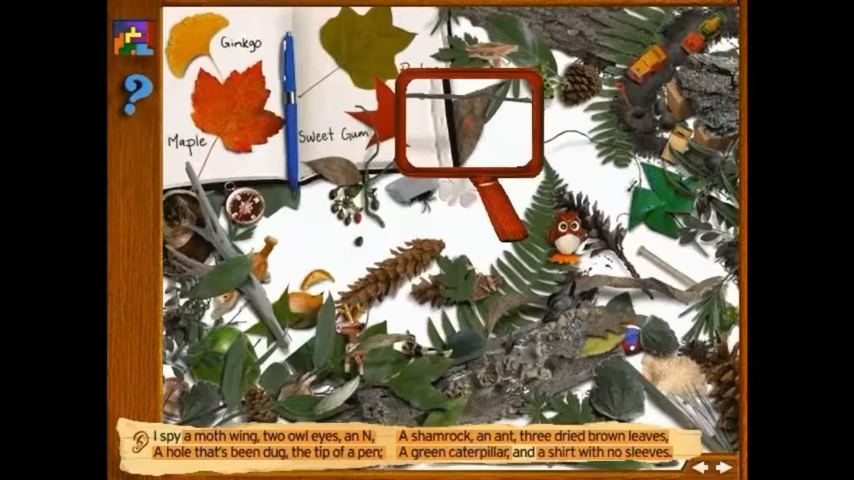 Ginkgo
Maple
Sweet Gum
?
I spy a moth wing, two owl eyes, an N,
A hole that's been dug, the tip of a pen;
A shamrock, an ant, three dried brown leaves,
A green caterpillar, and a shirt with no sleeves.